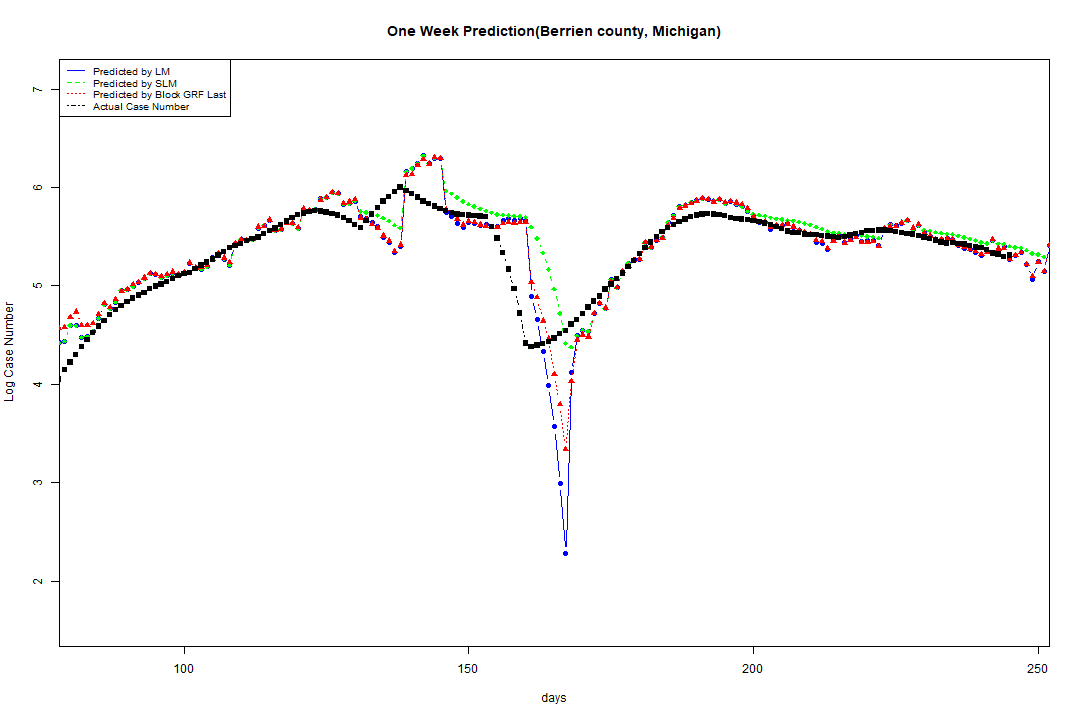 One Week Prediction(Berrien county, Michigan)
Predicted by LM
Predicted by SLM
Predicted by Block GRF Last
Actual Case Number
7
6
5
4
3
2
Log Case Number
100 150 200 250
days